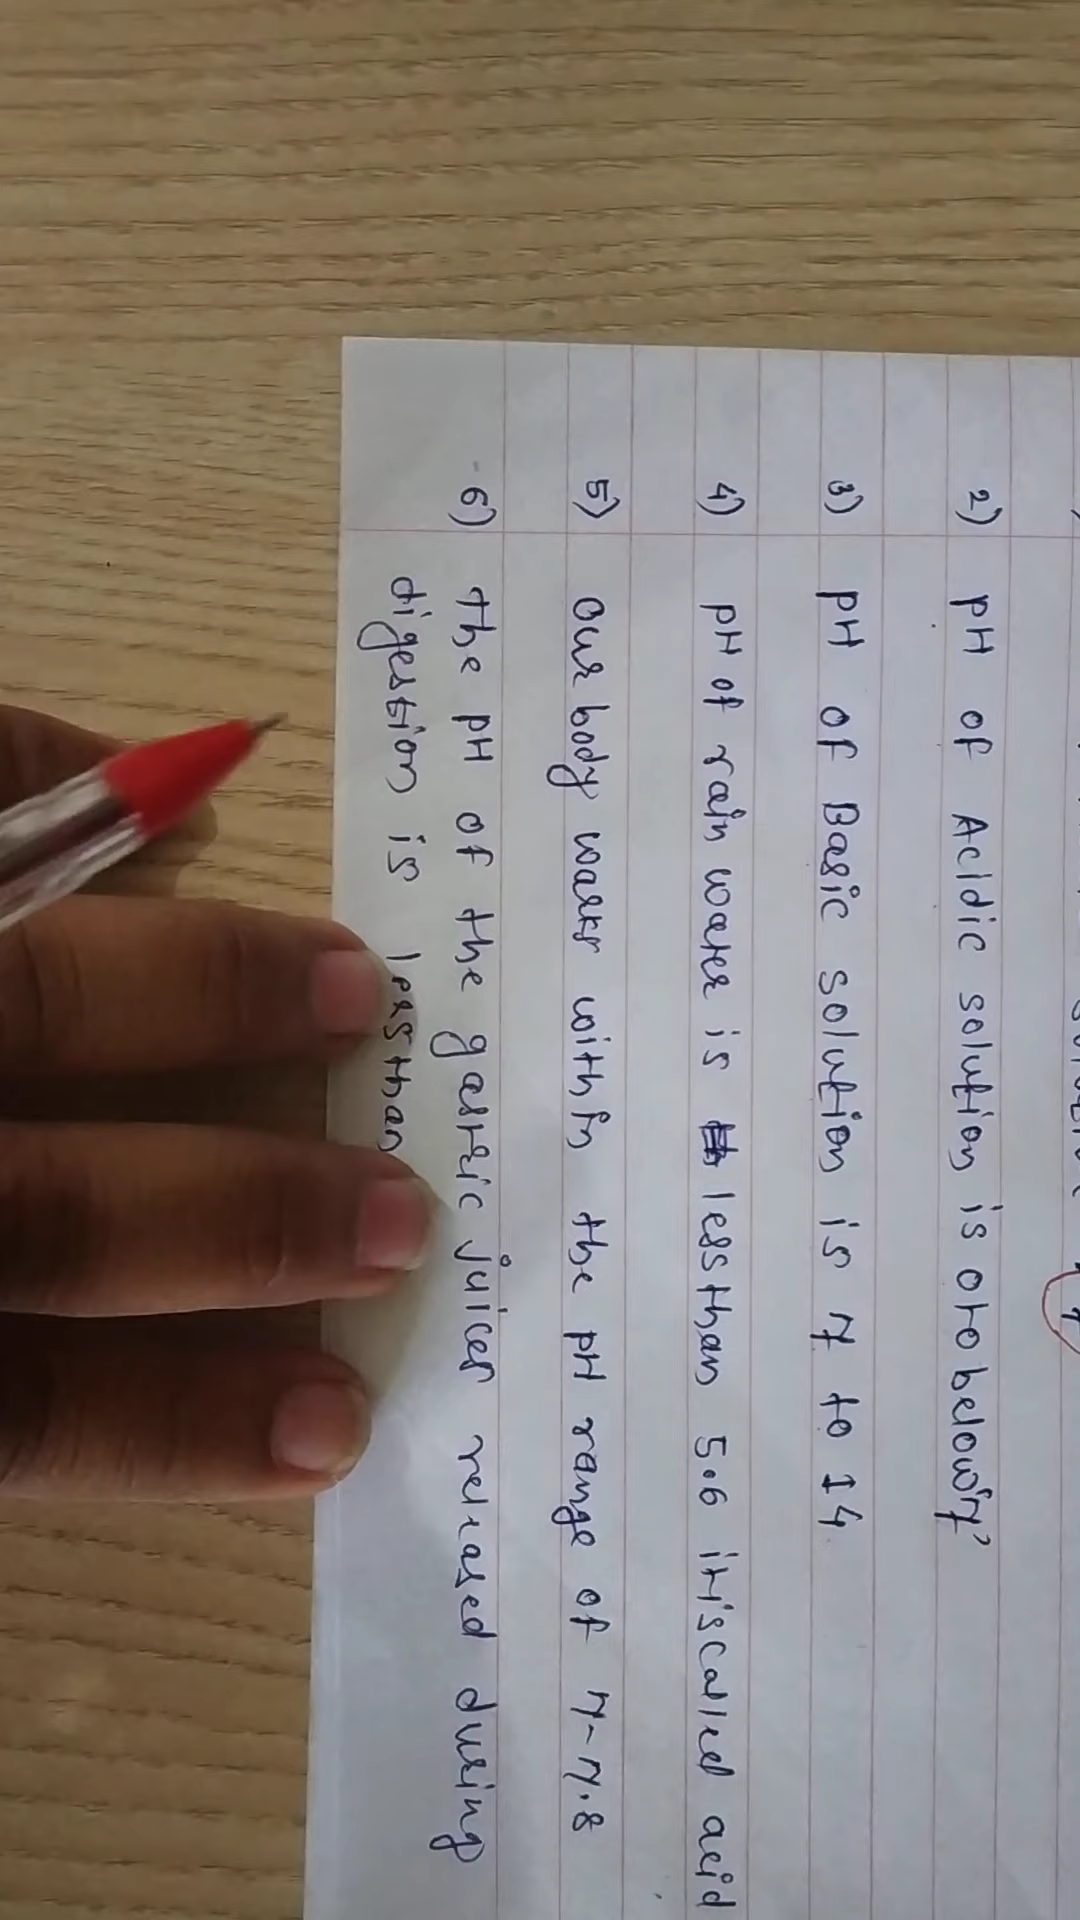 2) pH of Acidic solution is 0 to below '7'
3) pH of Basic solution is 7 to 14
4) pH of rain water is less than 5.6 it is called acid
5) our body works within the pH range of 7-7.8
6) the pH of the gastric juices released during
digestion is less than